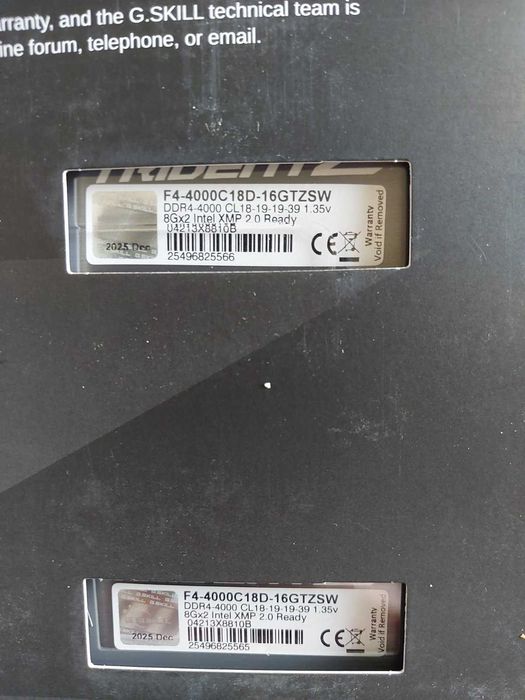 rranty, and the G.SKILL technical team is
ine forum, telephone, or email.
TRIDENT Z
F4-4000C18D-16GTZSW
DDR4-4000 CL18-19-19-39 1.35v
8Gx2 Intel XMP 2.0 Ready
04213X8810B
2025 Dec
25496825566
Warranty
Void if Removed
F4-4000C18D-16GTZSW
DDR4-4000 CL18-19-19-39 1.35v
8Gx2 Intel XMP 2.0 Ready
04213X8810B
2025 Dec
25496825565
Warranty
Void if Removed